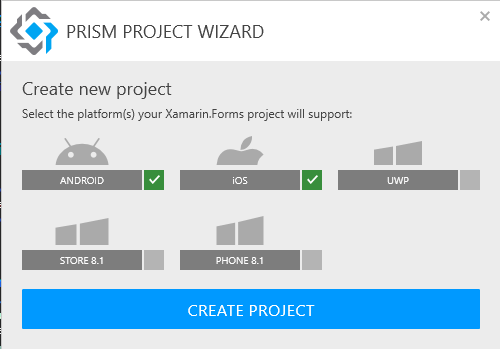 PRISM PROJECT WIZARD
Create new project
Select the platform(s) your Xamarin.Forms project will support:
ANDROID
iOS
UWP
STORE 8.1
PHONE 8.1
CREATE PROJECT